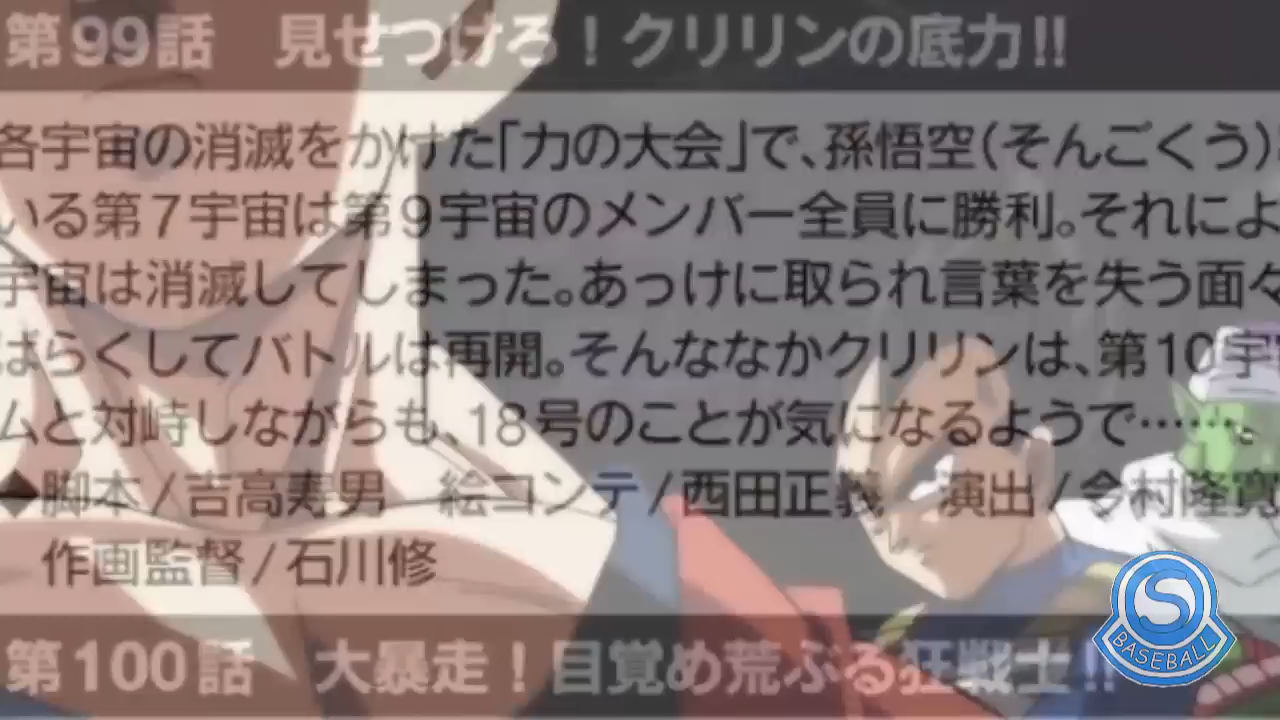 第99話 見せつけろ！クリリンの底力!!
各宇宙の消滅をかけた「力の大会」で、孫悟空（そんごくう）
いる第7宇宙は第9宇宙のメンバー全員に勝利。それによ
宇宙は消滅してしまった。あっけに取られ言葉を失う面々
ばらくしてバトルは再開。そんななかクリリンは、第10宇
ムと対峙しながらも、18号のことが気になるようで……。
◆脚本／吉高寿男 絵コンテ／西田正義 演出／今村隆寛
作画監督／石川修
第100話 大暴走！目覚め荒ぶる狂戦士!!
S
BASEBALL